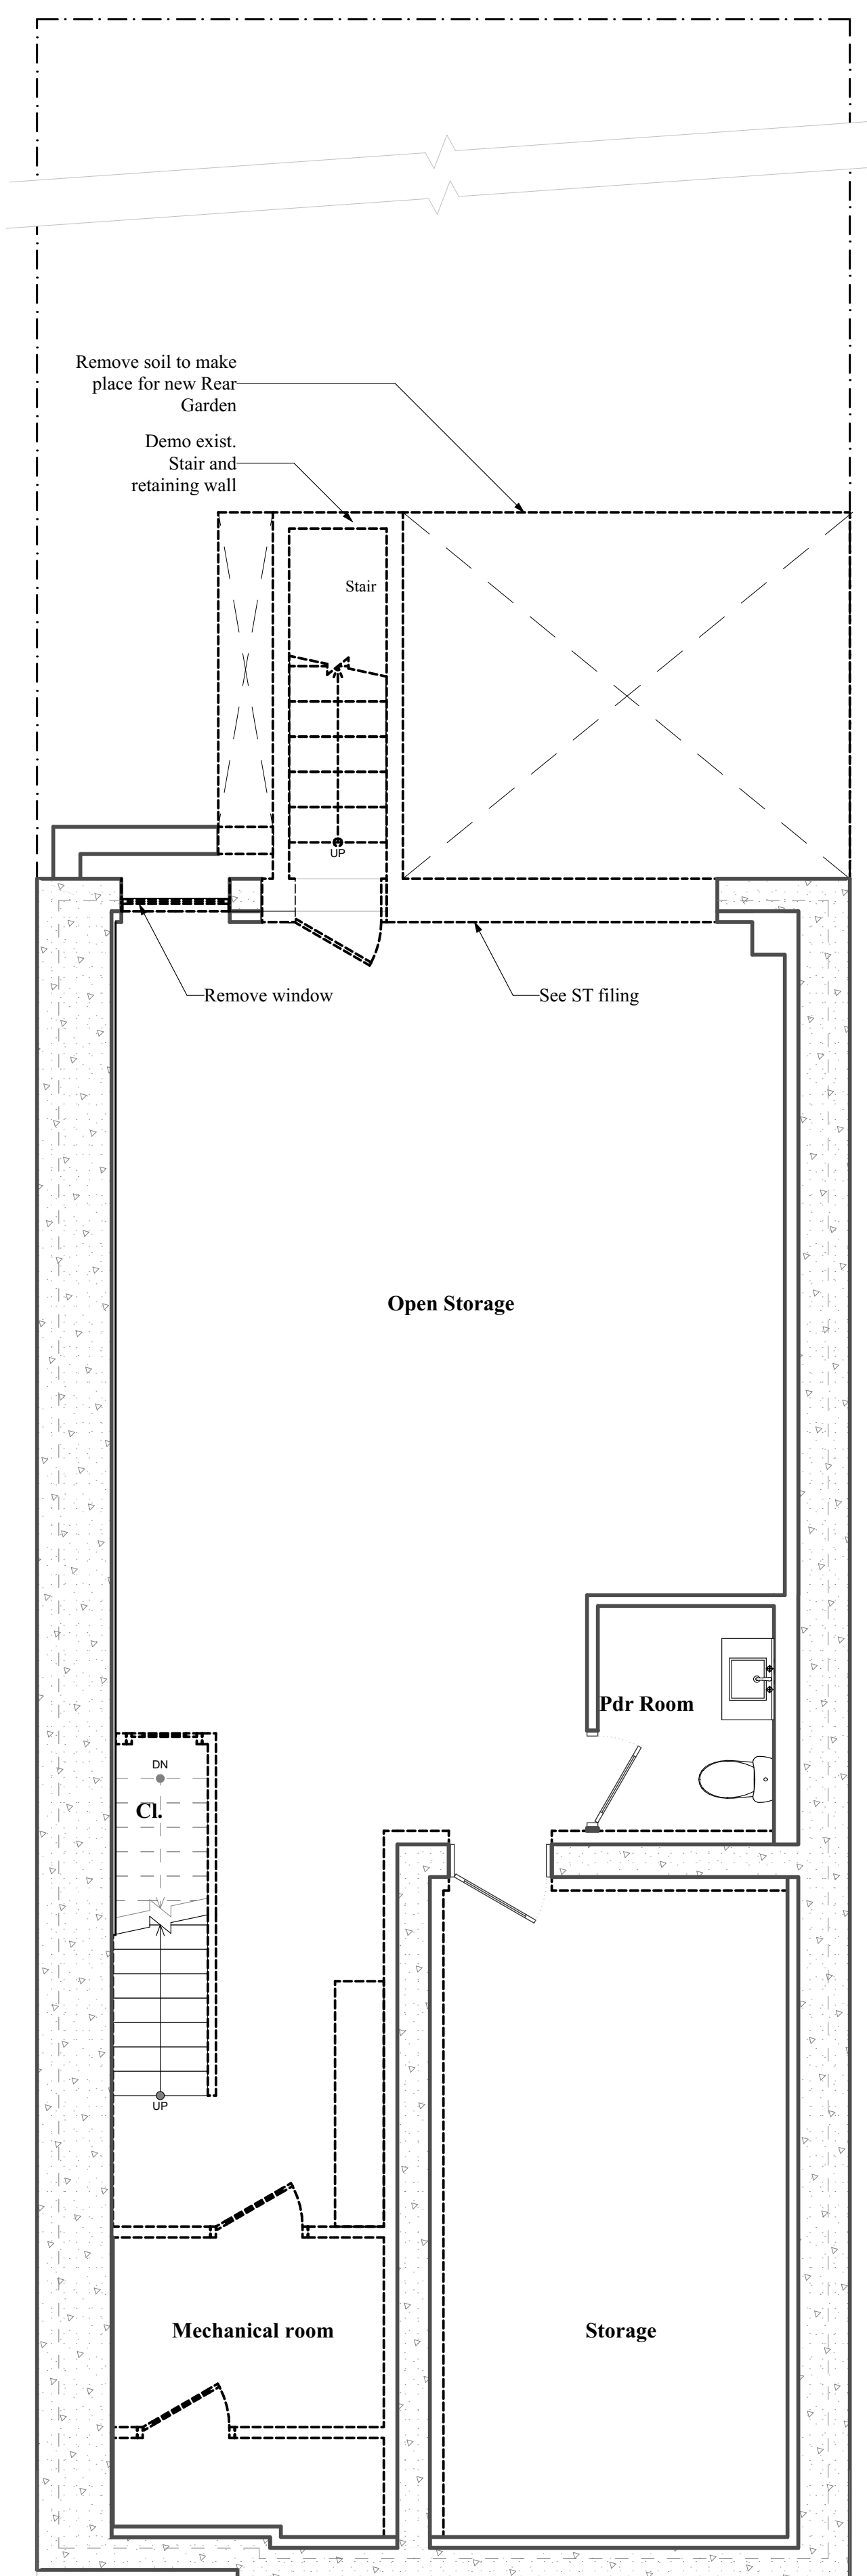 Remove soil to make
place for new Rear
Garden
Demo exist.
Stair and
retaining wall
Stair
UP
Remove window
See ST filing
Open Storage
Pdr Room
DN
Cl.
UP
Mechanical room
Storage